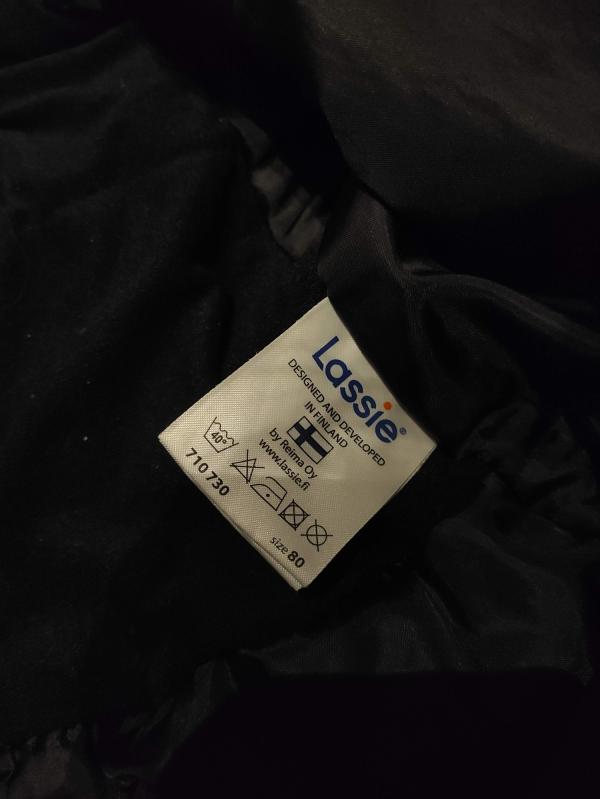 Lassie®
DESIGNED AND DEVELOPED
IN FINLAND
by Reima Oy
www.lassie.fi
40°
710 730
size 80